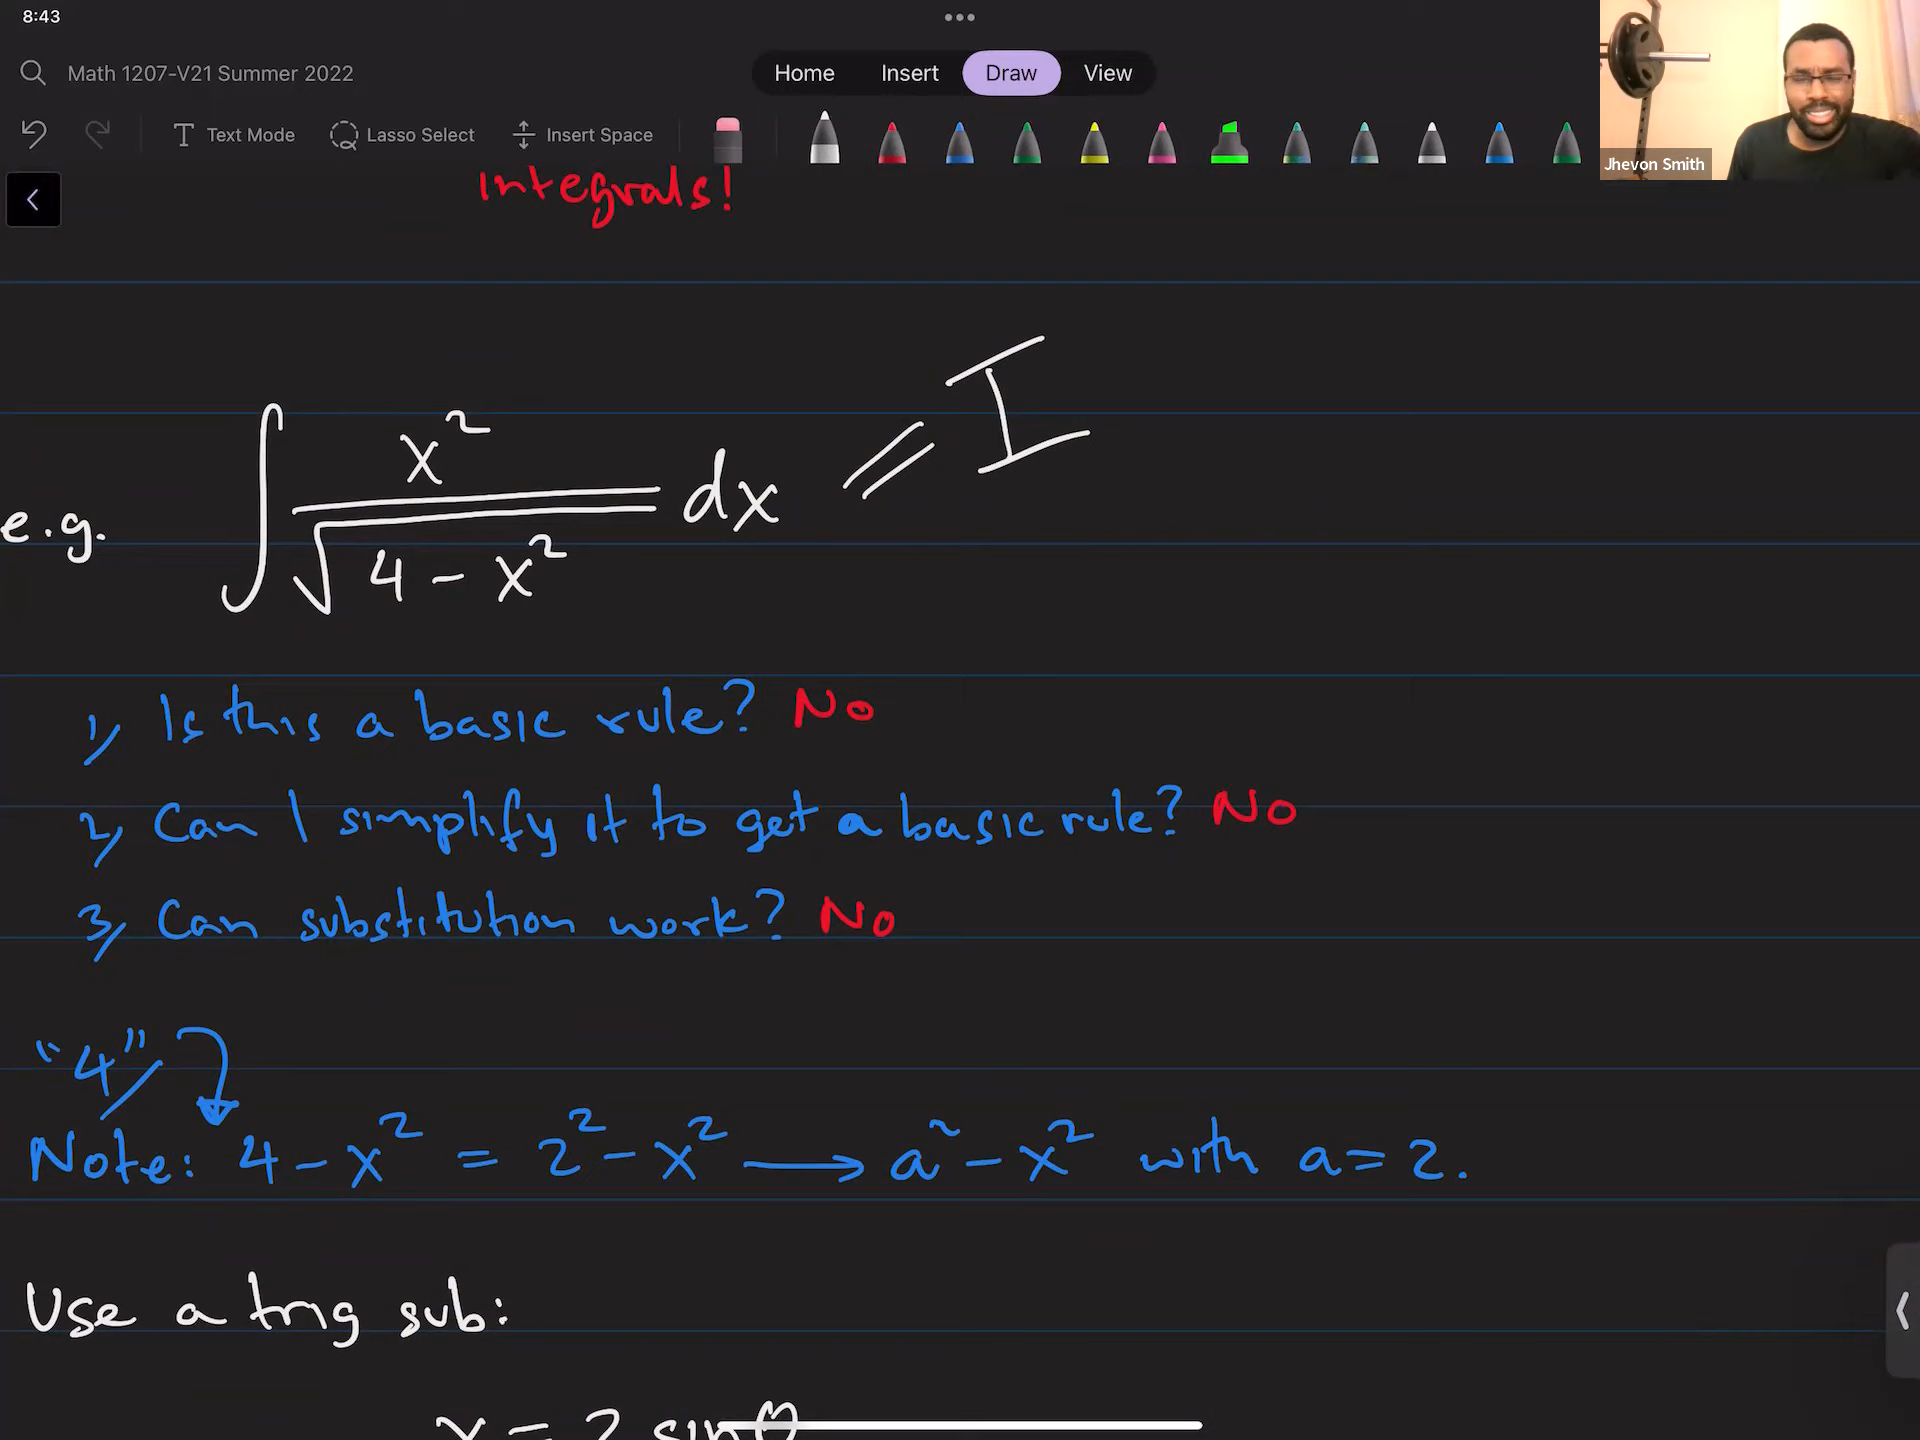 8:43
Math 1207-V21 Summer 2022
Home Insert Draw View
Text Mode Lasso Select Insert Space
Jhevon Smith
integrals!
e.g. ∫ x² / √(4 - x²) dx = I
1, Is this a basic rule? No
2, Can I simplify it to get a basic rule? No
3, Can substitution work? No
"4"
Note: 4 - x² = 2² - x² ⟶ a² - x² with a = 2.
Use a trig sub:
x = 2 sinθ